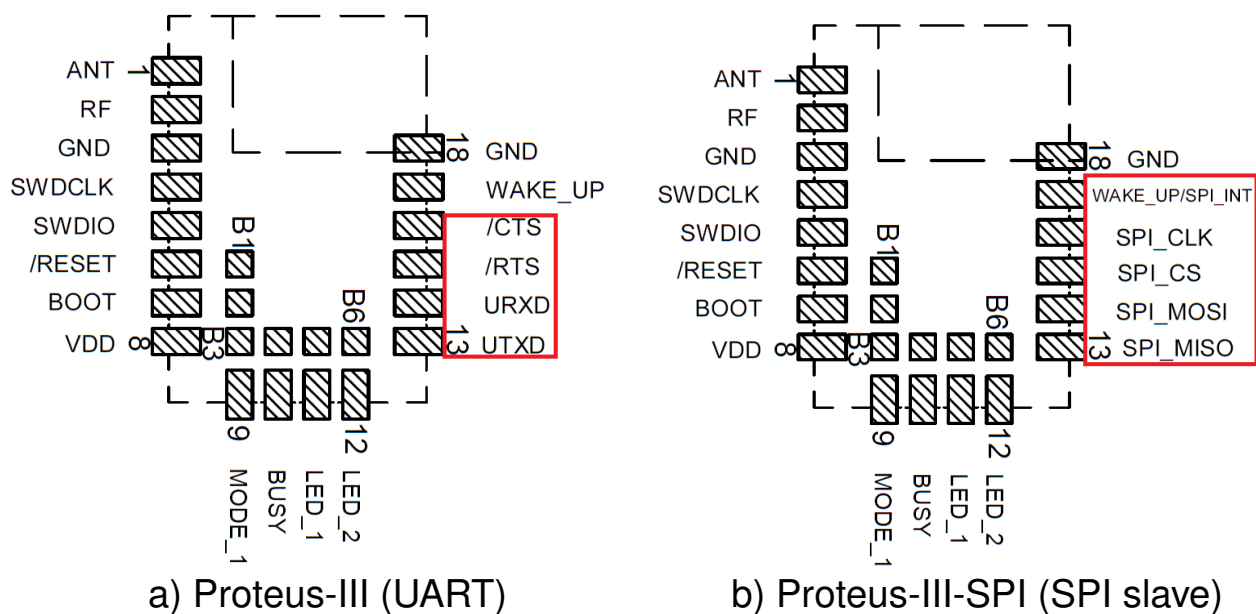 ANT
1
RF
GND
SWDCLK
SWDIO
/RESET
BOOT
VDD
8
B1
B3
B6
18
GND
WAKE_UP
/CTS
/RTS
URXD
13
UTXD
9
12
MODE_1
BUSY
LED_1
LED_2
a) Proteus-III (UART)
ANT
1
RF
GND
SWDCLK
SWDIO
/RESET
BOOT
VDD
8
B1
B3
B6
18
GND
WAKE_UP/SPI_INT
SPI_CLK
SPI_CS
SPI_MOSI
13
SPI_MISO
9
12
MODE_1
BUSY
LED_1
LED_2
b) Proteus-III-SPI (SPI slave)